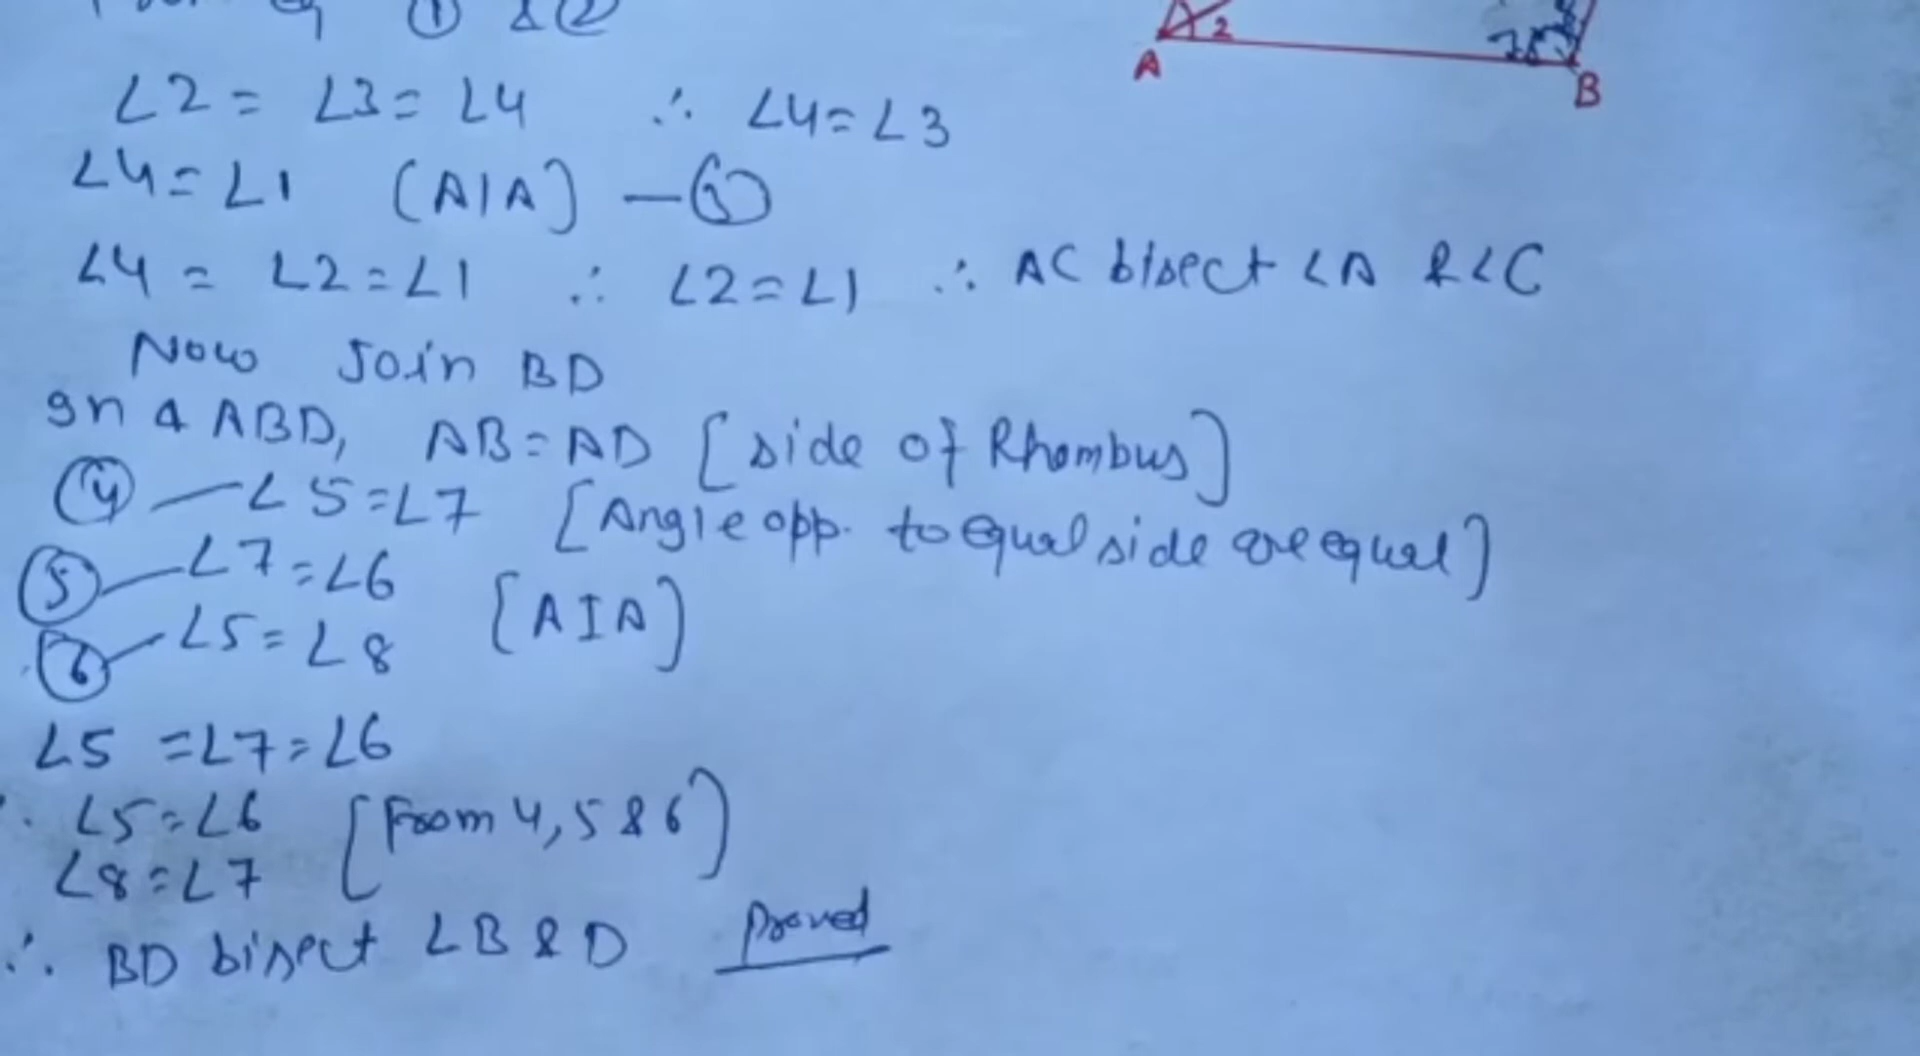 ① & ②
2
A
7
B
∠2 = ∠3 = ∠4 ∴ ∠4 = ∠3
∠4 = ∠1 (AIA) —
∠4 = ∠2 = ∠1 ∴ ∠2 = ∠1 ∴ AC bisect ∠A & ∠C
Now Join BD
In Δ ABD, AB = AD [side of Rhombus]
④ — ∠5 = ∠7 [Angle opp. to equal side are equal]
⑤ — ∠7 = ∠6
⑥ — ∠5 = ∠8 [AIA]
∠5 = ∠7 = ∠6
∴ ∠5 = ∠6 [From 4, 5 & 6]
∠8 = ∠7
∴ BD bisect ∠B & D Proved